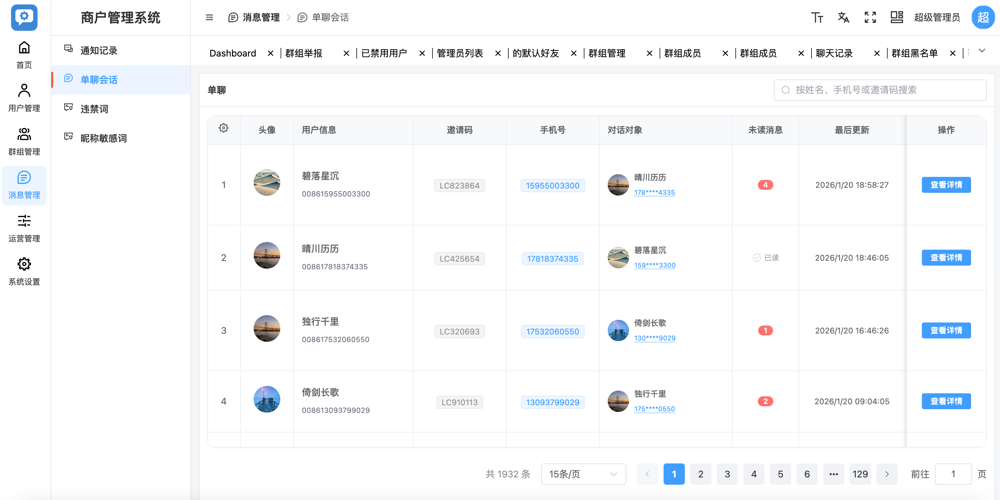 商户管理系统
消息管理
单聊会话
超级管理员
超
首页
用户管理
群组管理
消息管理
运营管理
系统设置
通知记录
单聊会话
违禁词
昵称敏感词
Dashboard
群组举报
已禁用用户
管理员列表
的默认好友
群组管理
群组成员
群组成员
聊天记录
群组黑名单
单聊
按姓名、手机号或邀请码搜索
头像 用户信息 邀请码 手机号 对话对象 未读消息 最后更新 操作
1 碧落星沉 008615955003300 LC823864 15955003300 晴川历历 178****4335 4 2026/1/20 18:58:27 查看详情
2 晴川历历 008617818374335 LC425654 17818374335 碧落星沉 159****3300 已读 2026/1/20 18:46:05 查看详情
3 独行千里 008617532060550 LC320693 17532060550 倚剑长歌 130****9029 1 2026/1/20 16:46:26 查看详情
4 倚剑长歌 008613093799029 LC910113 13093799029 独行千里 175****0550 2 2026/1/20 09:04:05 查看详情
共 1932 条 15条/页 1 2 3 4 5 6 ••• 129 前往 1 页